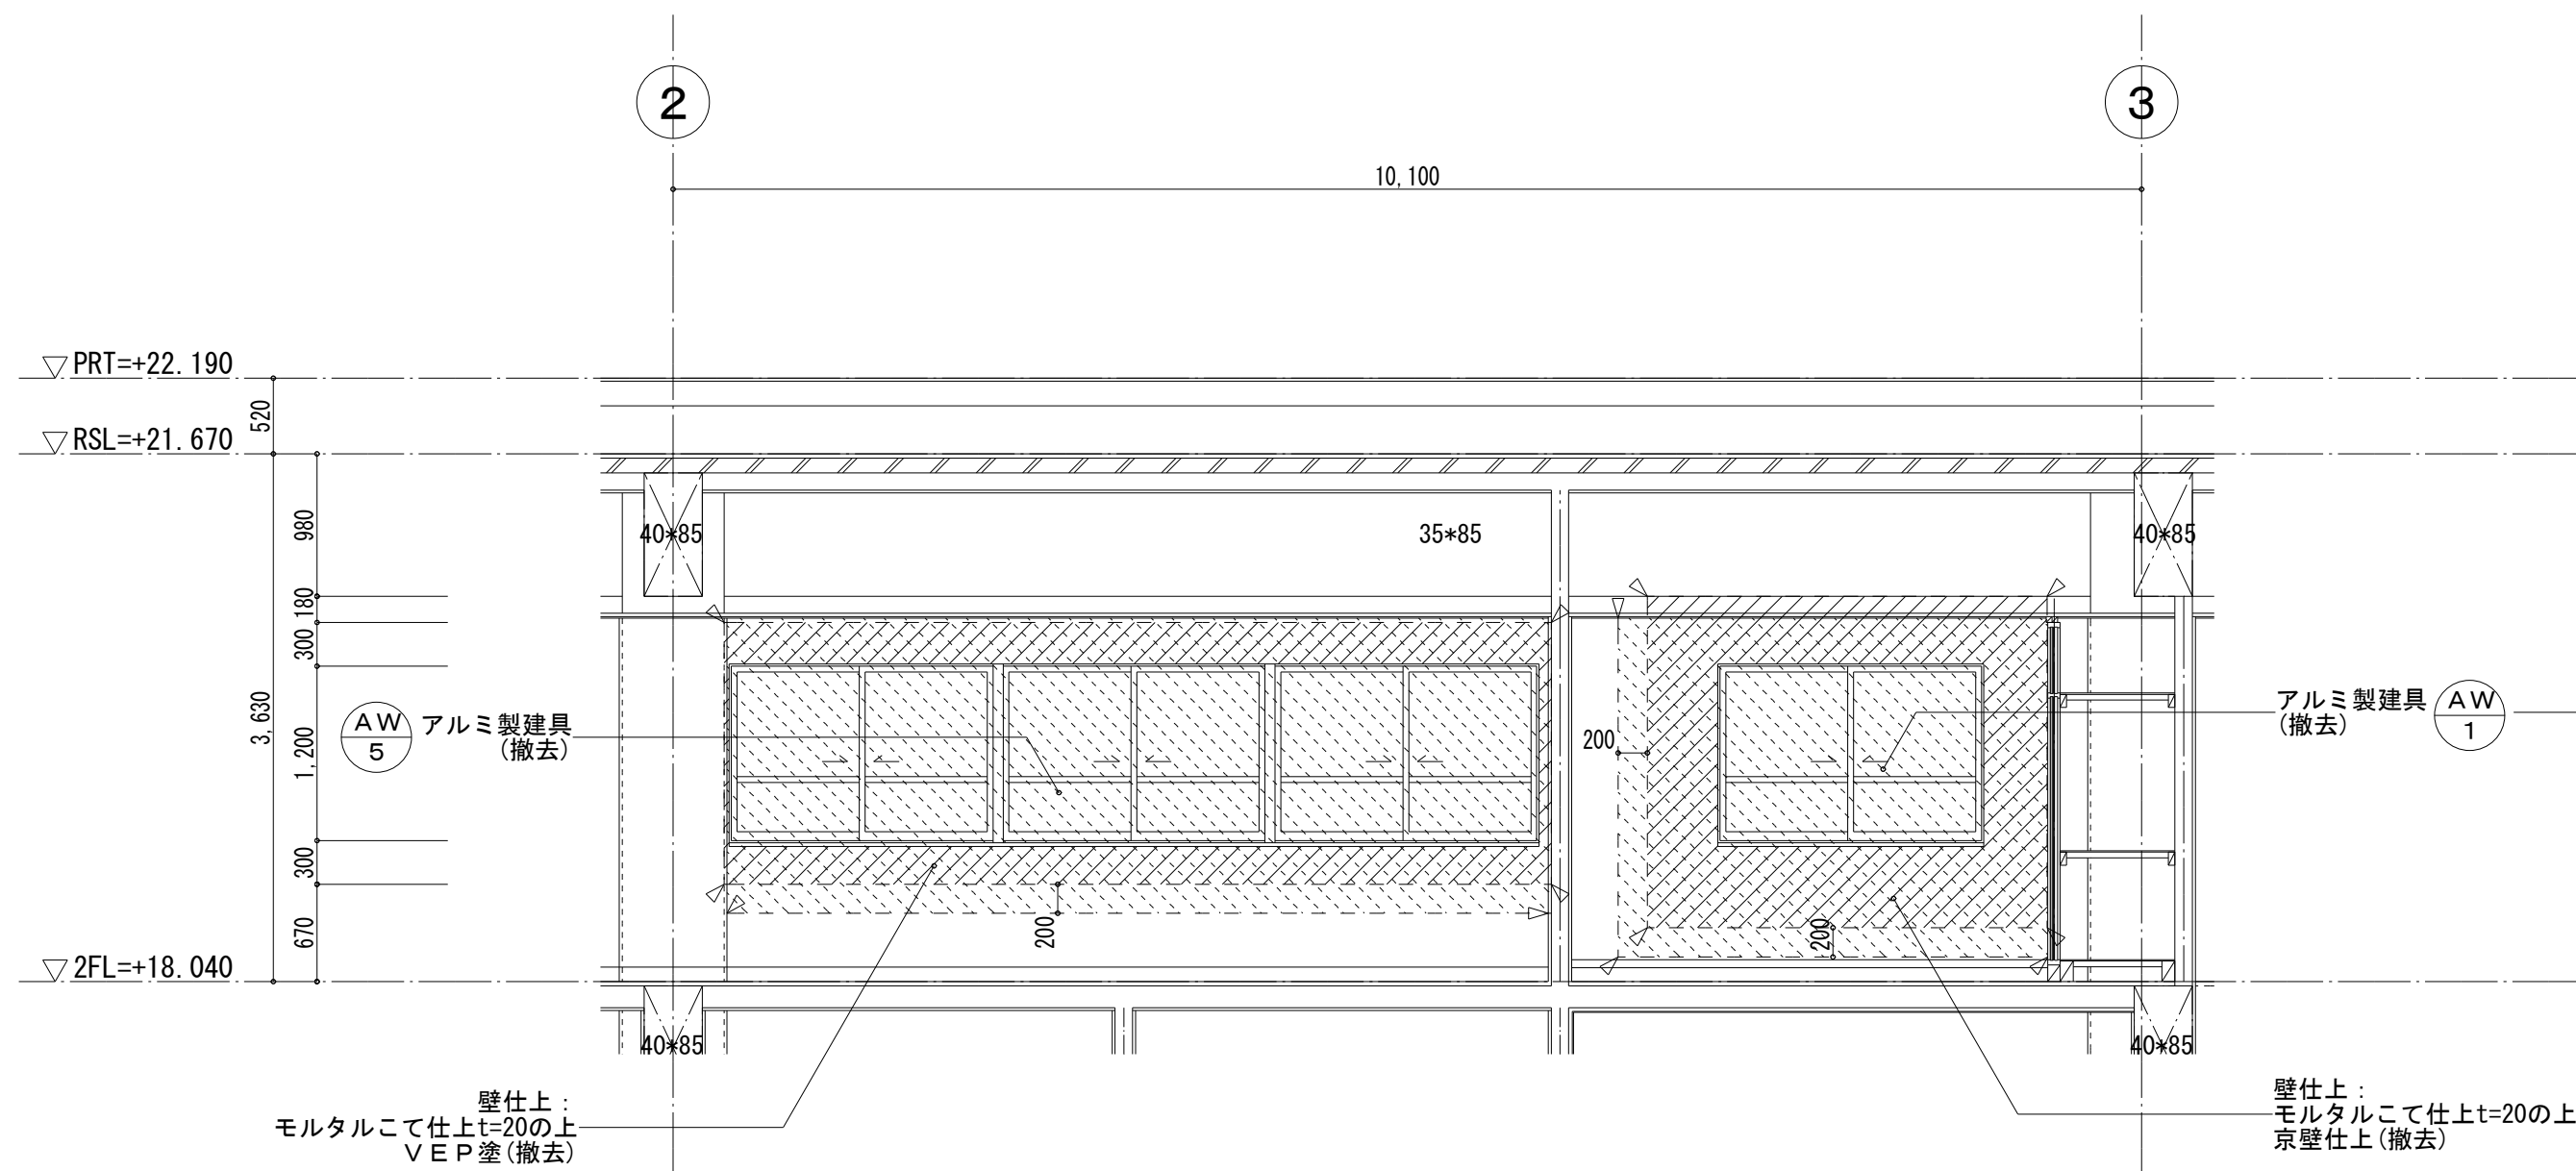 2
3
10,100
PRT=+22.190
520
RSL=+21.670
980
40*85
35*85
40*85
180
300
3,630
1,200
AW
5
アルミ製建具
(撤去)
200
アルミ製建具
(撤去)
AW
1
300
670
200
200
2FL=+18.040
40*85
40*85
壁仕上：
モルタルこて仕上t=20の上
ＶＥＰ塗(撤去)
壁仕上：
モルタルこて仕上t=20の上
京壁仕上(撤去)